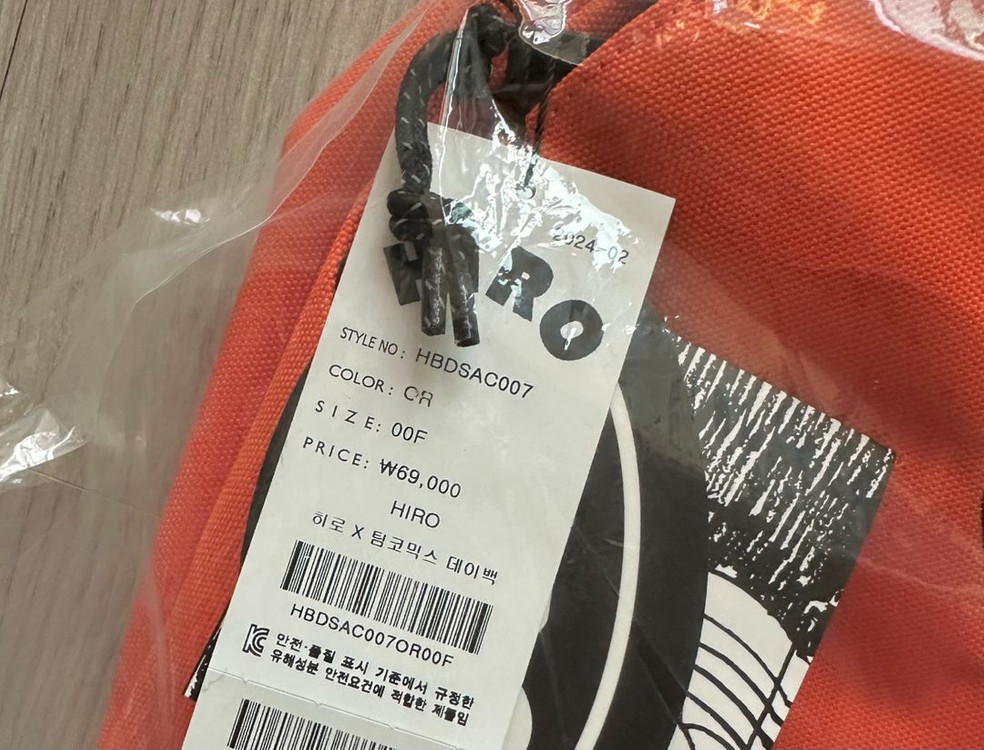 2024-02
HIRO
STYLE NO : HBDSAC007
COLOR : OR
SIZE: 00F
PRICE: ₩69,000
HIRO
히로 X 팀코믹스 데이백
HBDSAC007OR00F
안전·품질 표시 기준에서 규정한
유해성분 안전요건에 적합한 제품임